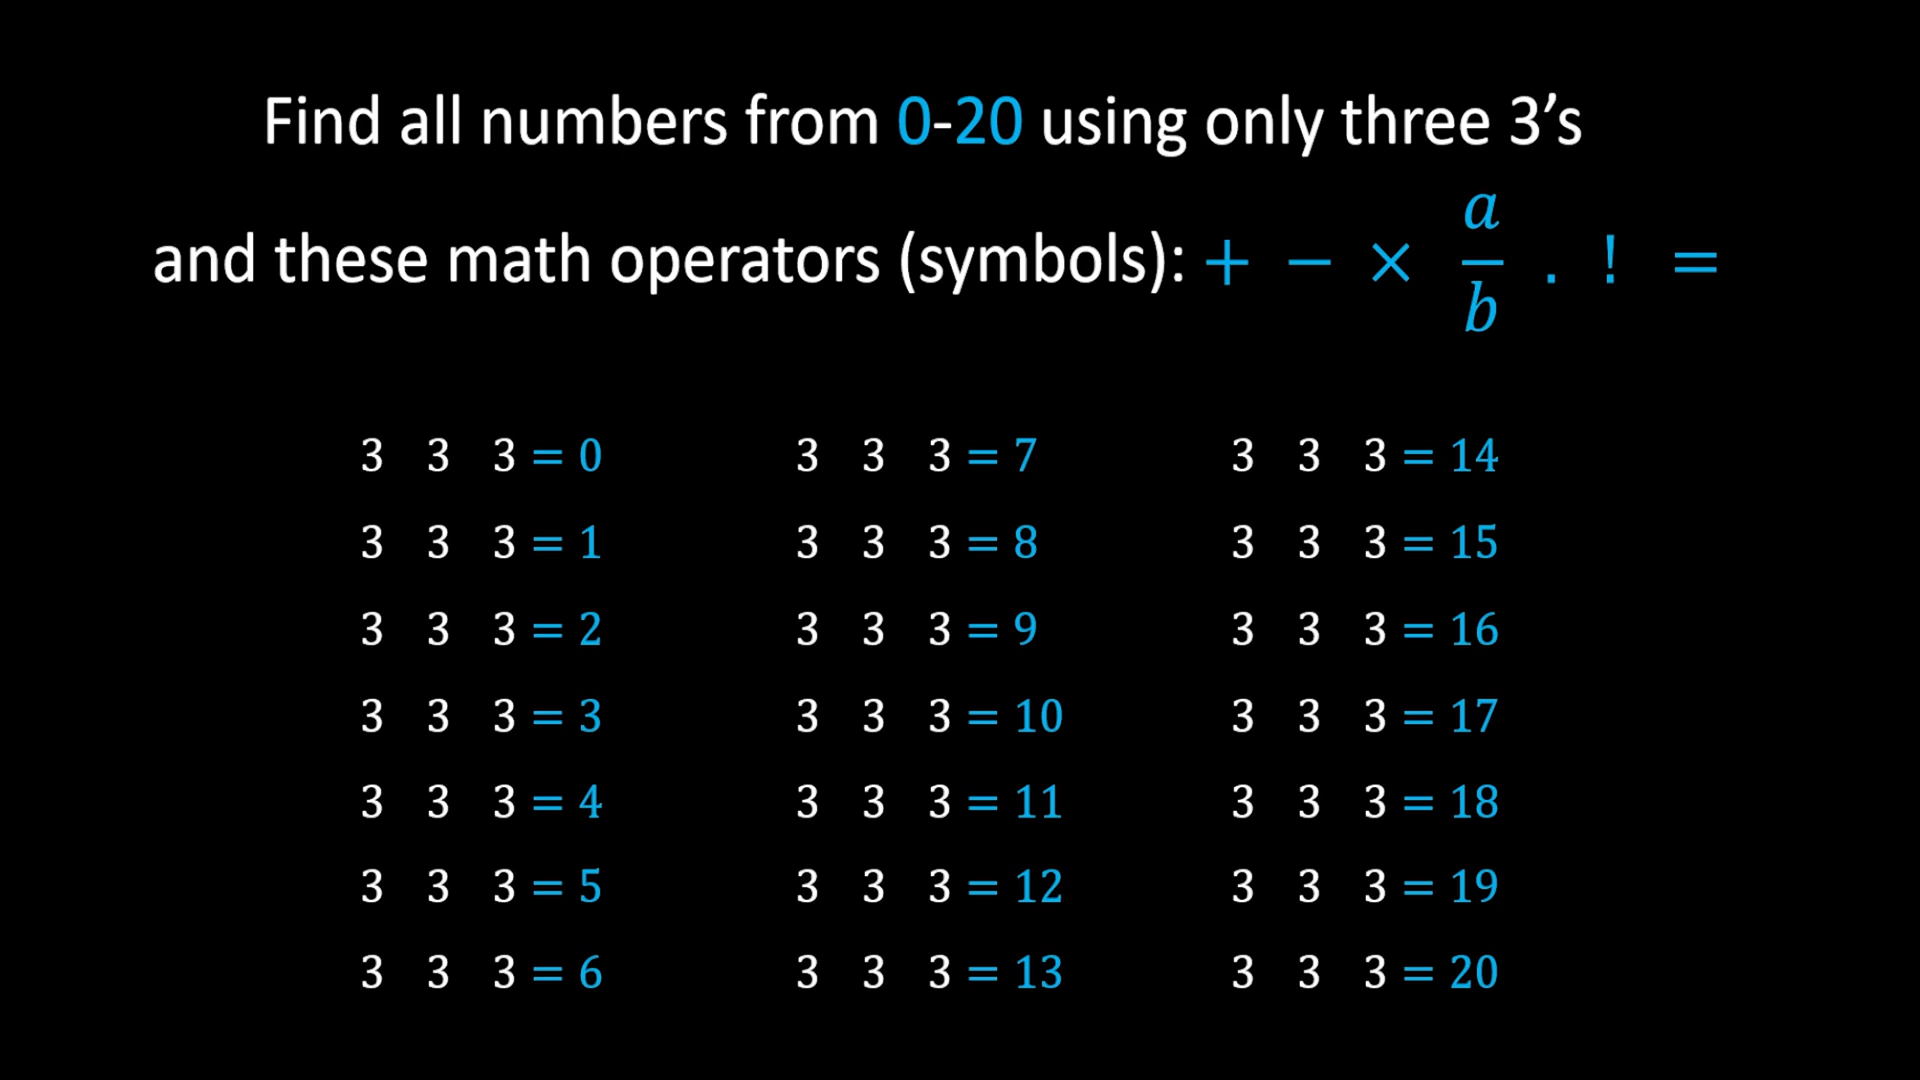 Find all numbers from 0-20 using only three 3’s
and these math operators (symbols): + − × a/b . ! =
3 3 3 = 0
3 3 3 = 1
3 3 3 = 2
3 3 3 = 3
3 3 3 = 4
3 3 3 = 5
3 3 3 = 6
3 3 3 = 7
3 3 3 = 8
3 3 3 = 9
3 3 3 = 10
3 3 3 = 11
3 3 3 = 12
3 3 3 = 13
3 3 3 = 14
3 3 3 = 15
3 3 3 = 16
3 3 3 = 17
3 3 3 = 18
3 3 3 = 19
3 3 3 = 20